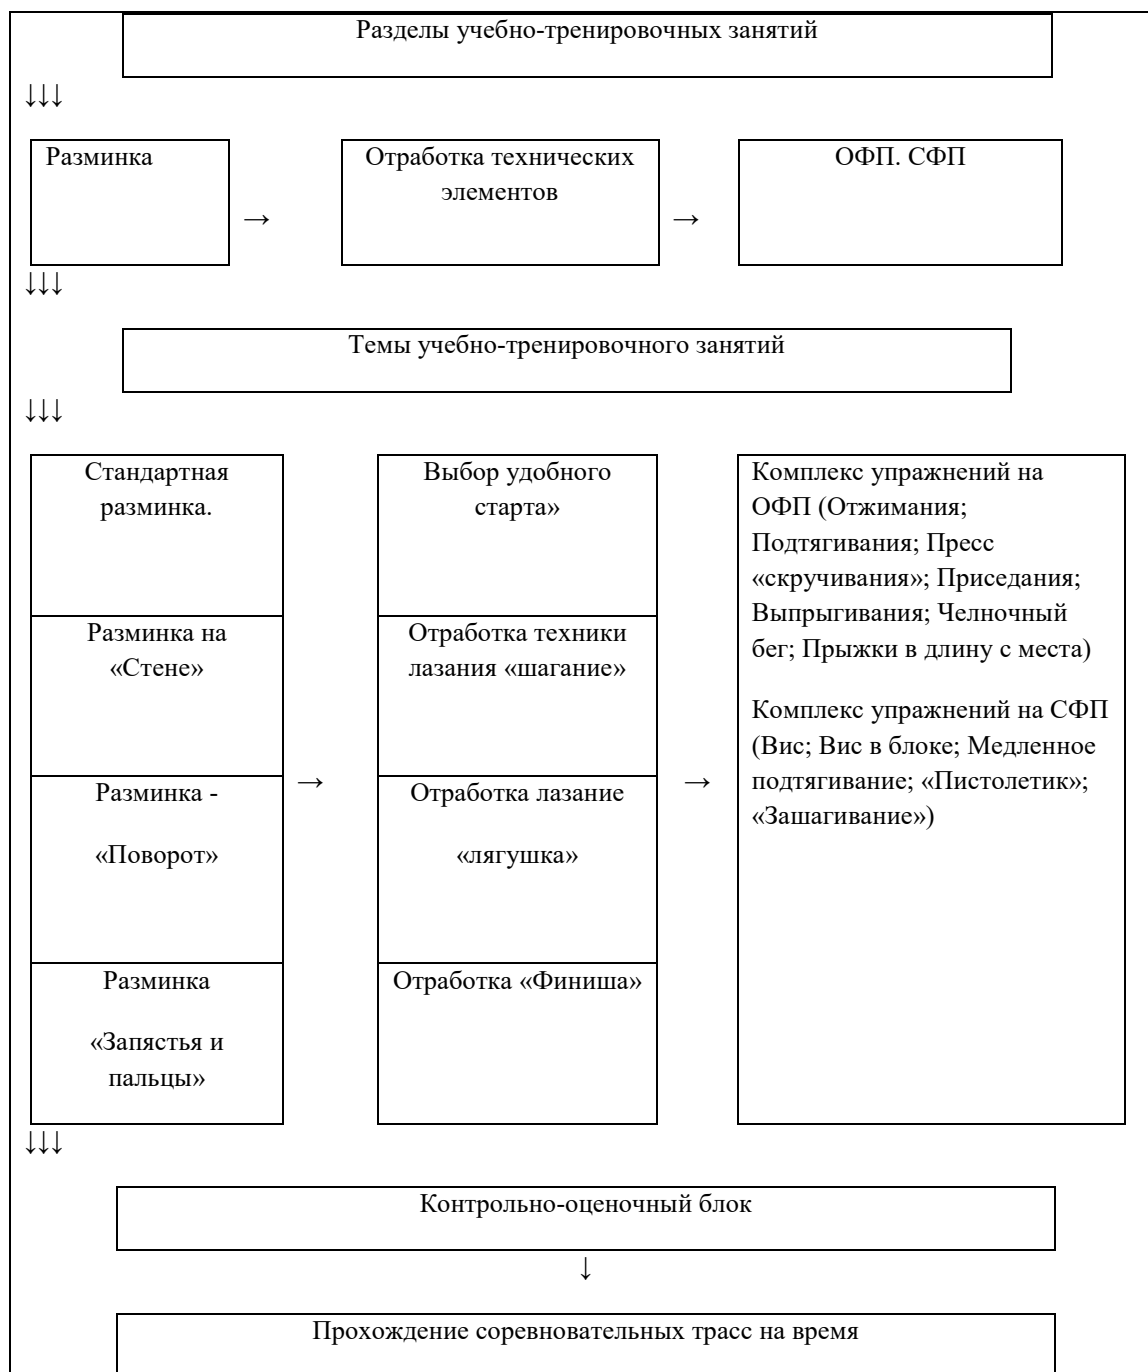 Разделы учебно-тренировочных занятий
↓↓↓
Разминка
→
Отработка технических
элементов
→
ОФП. СФП
↓↓↓
Темы учебно-тренировочного занятий
↓↓↓
Стандартная
разминка.
Разминка на
«Стене»
Разминка -
«Поворот»
Разминка
«Запястья и
пальцы»
→
Выбор удобного
старта»
Отработка техники
лазания «шагание»
Отработка лазание
«лягушка»
Отработка «Финиша»
→
Комплекс упражнений на
ОФП (Отжимания;
Подтягивания; Пресс
«скручивания»; Приседания;
Выпрыгивания; Челночный
бег; Прыжки в длину с места)
Комплекс упражнений на СФП
(Вис; Вис в блоке; Медленное
подтягивание; «Пистолетик»;
«Зашагивание»)
↓↓↓
Контрольно-оценочный блок
↓
Прохождение соревновательных трасс на время